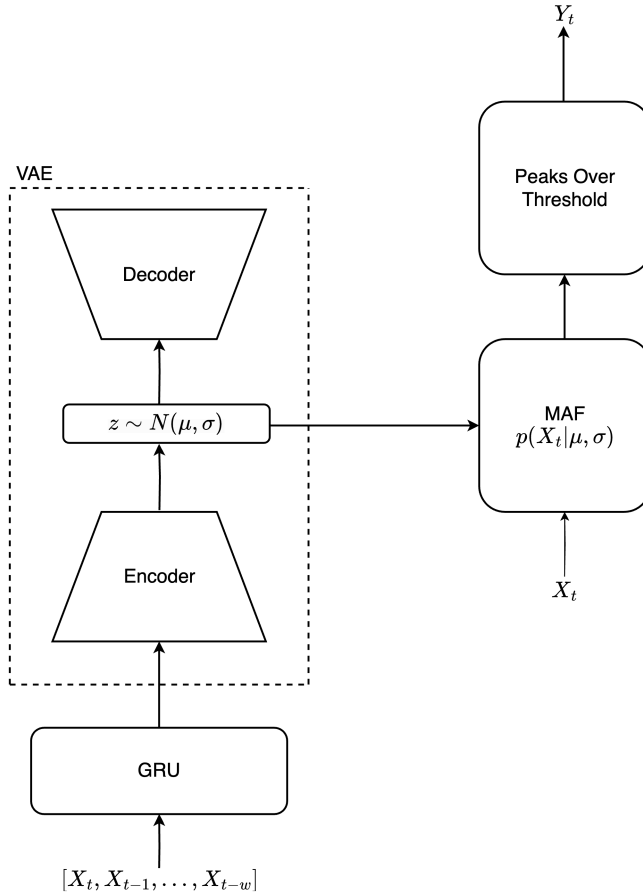 Y_t
Peaks Over
Threshold
VAE
Decoder
z ∼ N(μ, σ)
MAF
p(X_t|μ, σ)
Encoder
X_t
GRU
[X_t, X_{t−1}, . . . , X_{t−w}]